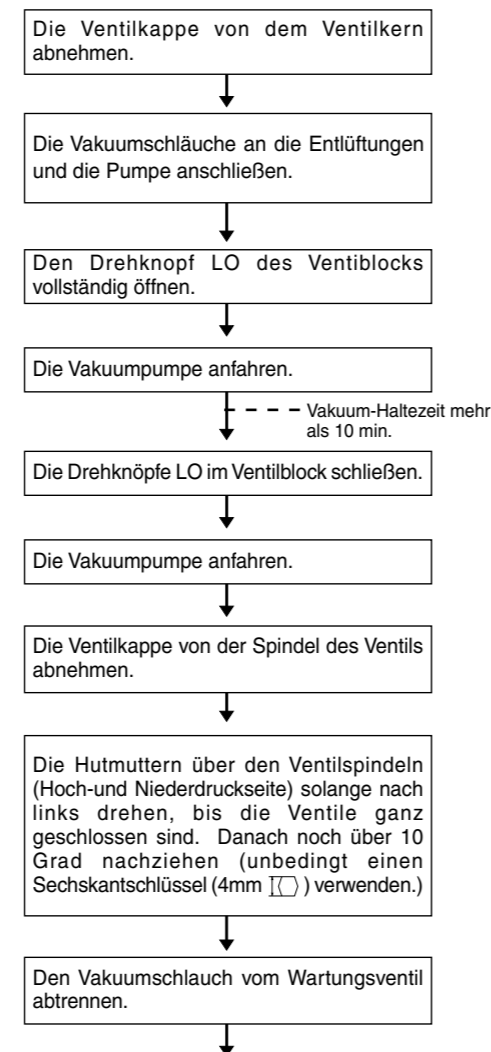 Die Ventilkappe von dem Ventilkern
abnehmen.
Die Vakuumschläuche an die Entlüftungen
und die Pumpe anschließen.
Den Drehknopf LO des Ventiblocks
vollständig öffnen.
Die Vakuumpumpe anfahren.
Vakuum-Haltezeit mehr
als 10 min.
Die Drehknöpfe LO im Ventilblock schließen.
Die Vakuumpumpe anfahren.
Die Ventilkappe von der Spindel des Ventils
abnehmen.
Die Hutmuttern über den Ventilspindeln
(Hoch-und Niederdruckseite) solange nach
links drehen, bis die Ventile ganz
geschlossen sind. Danach noch über 10
Grad nachziehen (unbedingt einen
Sechskantschlüssel (4mm ) verwenden.)
Den Vakuumschlauch vom Wartungsventil
abtrennen.